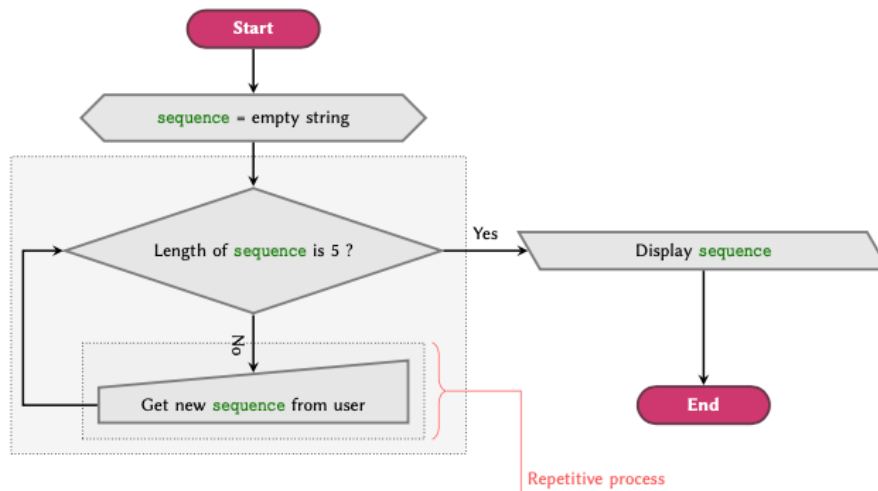 Start
sequence = empty string
Length of sequence is 5 ?
Yes
Display sequence
No
Get new sequence from user
End
Repetitive process